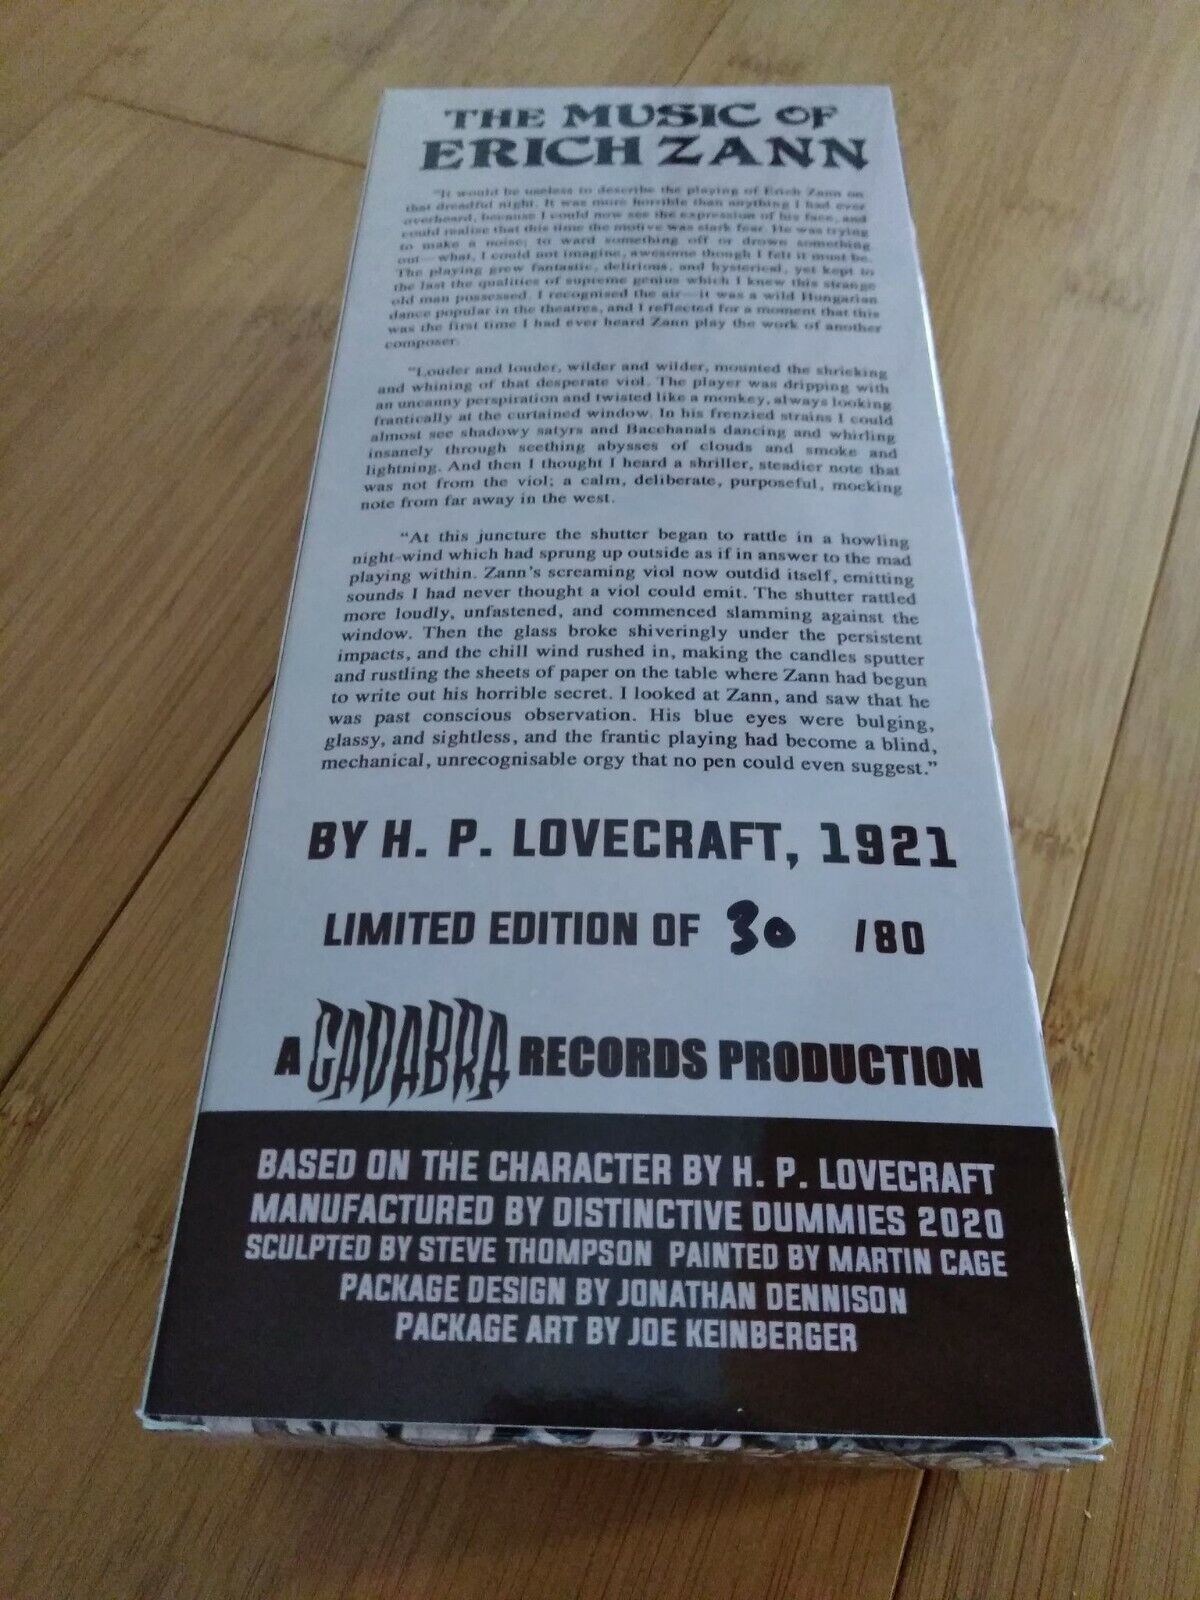 THE MUSIC OF
ERICH ZANN
"It would be useless to describe the playing of Erich Zann on
that dreadful night. It was more horrible than anything I had ever
overheard, because I could now see the expression of his face, and
could realise that this time the motive was stark fear. He was trying
to make a noise; to ward something off or drown something
out—what, I could not imagine, awesome though I felt it must be.
The playing grew fantastic, delirious, and hysterical, yet kept to
the last the qualities of supreme genius which I knew this strange
old man possessed. I recognised the air—it was a wild Hungarian
dance popular in the theatres, and I reflected for a moment that this
was the first time I had ever heard Zann play the work of another
composer.
"Louder and louder, wilder and wilder, mounted the shrieking
and whining of that desperate viol. The player was dripping with
an uncanny perspiration and twisted like a monkey, always looking
frantically at the curtained window. In his frenzied strains I could
almost see shadowy satyrs and Bacchanals dancing and whirling
insanely through seething abysses of clouds and smoke and
lightning. And then I thought I heard a shriller, steadier note that
was not from the viol; a calm, deliberate, purposeful, mocking
note from far away in the west.
"At this juncture the shutter began to rattle in a howling
night-wind which had sprung up outside as if in answer to the mad
playing within. Zann's screaming viol now outdid itself, emitting
sounds I had never thought a viol could emit. The shutter rattled
more loudly, unfastened, and commenced slamming against the
window. Then the glass broke shiveringly under the persistent
impacts, and the chill wind rushed in, making the candles sputter
and rustling the sheets of paper on the table where Zann had begun
to write out his horrible secret. I looked at Zann, and saw that he
was past conscious observation. His blue eyes were bulging,
glassy, and sightless, and the frantic playing had become a blind,
mechanical, unrecognisable orgy that no pen could even suggest."
BY H. P. LOVECRAFT, 1921
LIMITED EDITION OF 30 /80
A CADABRA RECORDS PRODUCTION
BASED ON THE CHARACTER BY H. P. LOVECRAFT
MANUFACTURED BY DISTINCTIVE DUMMIES 2020
SCULPTED BY STEVE THOMPSON PAINTED BY MARTIN CAGE
PACKAGE DESIGN BY JONATHAN DENNISON
PACKAGE ART BY JOE KEINBERGER